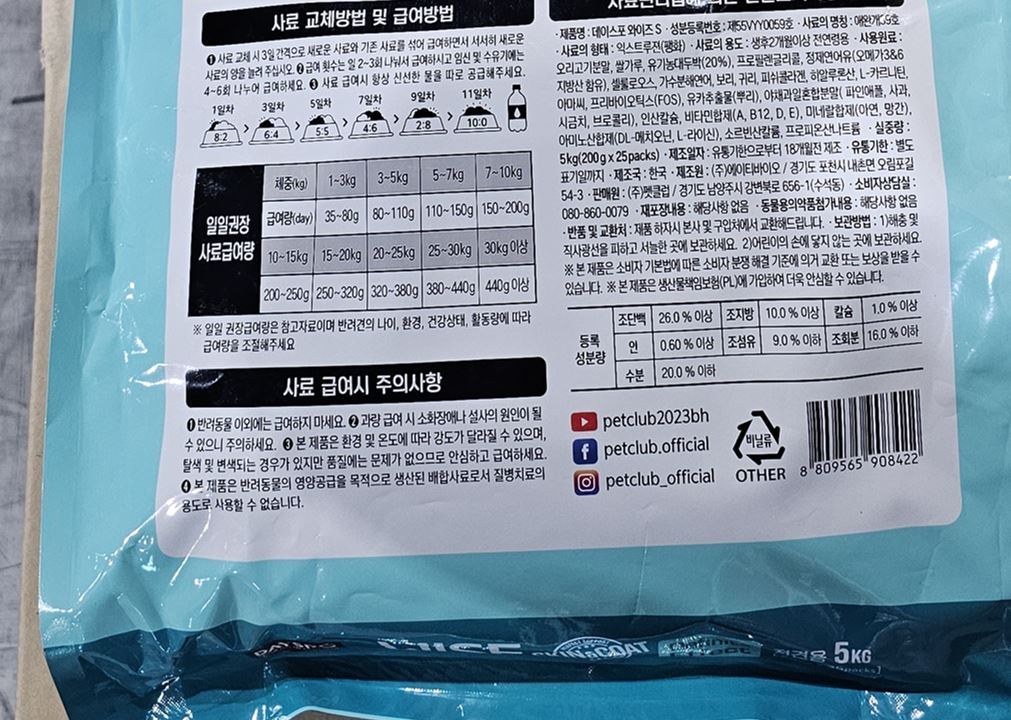 사료 교체방법 및 급여방법
❶ 사료 교체 시 3일 간격으로 새로운 사료와 기존 사료를 섞어 급여하면서 서서히 새로운
사료의 양을 늘려 주십시오. ❷ 급여 횟수는 일 2~3회 나눠서 급여하시고 임신 및 수유기에는
4~6회 나누어 급여하세요. ❸ 사료 급여시 항상 신선한 물을 따로 공급해주세요.
1일차 3일차 5일차 7일차 9일차 11일차
8:2 6:4 5:5 4:6 2:8 10:0
일일권장
사료급여량
체중(kg) 1~3kg 3~5kg 5~7kg 7~10kg
급여량(day) 35~80g 80~110g 110~150g 150~200g
10~15kg 15~20kg 20~25kg 25~30kg 30kg 이상
200~250g 250~320g 320~380g 380~440g 440g 이상
※ 일일 권장급여량은 참고자료이며 반려견의 나이, 환경, 건강상태, 활동량에 따라
급여량을 조절해주세요
사료 급여시 주의사항
❶ 반려동물 이외에는 급여하지 마세요. ❷ 과량 급여 시 소화장애나 설사의 원인이 될
수 있으니 주의하세요. ❸ 본 제품은 환경 및 온도에 따라 강도가 달라질 수 있으며,
탈색 및 변색되는 경우가 있지만 품질에는 문제가 없으므로 안심하고 급여하세요.
❹ 본 제품은 반려동물의 영양공급을 목적으로 생산된 배합사료로서 질병치료의
용도로 사용할 수 없습니다.
· 제품명 : 데이스포 와이즈 S · 성분등록번호 : 제55VYY0059호 · 사료의 명칭 : 애완개5호
· 사료의 형태 : 익스트루전(팽화) · 사료의 용도 : 생후2개월이상 전연령용 · 사용원료 :
오리고기분말, 쌀가루, 유기농대두박(20%), 프로필렌글리콜, 정제연어유(오메가3&6
지방산 함유), 셀룰로오스, 가수분해연어, 보리, 귀리, 피쉬콜라겐, 히알루론산, L-카르니틴,
아마씨, 프리바이오틱스(FOS), 유카추출물(뿌리), 야채과일혼합분말( 파인애플, 사과,
시금치, 브로콜리), 인산칼슘, 비타민합제(A, B12, D, E), 미네랄합제(아연, 망간),
아미노산합제(DL-메치오닌, L-라이신), 소르빈산칼륨, 프로피온산나트륨 · 실중량 :
5kg(200g x 25packs) · 제조일자 : 유통기한으로부터 18개월전 제조 · 유통기한 : 별도
표기일까지 · 제조국 : 한국 · 제조원 : (주)에이티바이오 / 경기도 포천시 내촌면 오림포길
54-3 · 판매원 : (주)펫클럽 / 경기도 남양주시 강변북로 656-1(수석동) · 소비자상담실 :
080-860-0079 · 재포장내용 : 해당사항 없음 · 동물용의약품첨가내용 : 해당사항 없음
· 반품 및 교환처 : 제품 하자시 본사 및 구입처에서 교환해드립니다. · 보관방법 : 1)해충 및
직사광선을 피하고 서늘한 곳에 보관하세요. 2)어린이의 손에 닿지 않는 곳에 보관하세요.
※ 본 제품은 소비자 기본법에 따른 소비자 분쟁 해결 기준에 의거 교환 또는 보상을 받을 수
있습니다. ※ 본 제품은 생산물책임보험(PL)에 가입하여 더욱 안심할 수 있습니다.
등록
성분량
조단백 26.0 % 이상 조지방 10.0 % 이상 칼슘 1.0 % 이상
인 0.60 % 이상 조섬유 9.0 % 이하 조회분 16.0 % 이하
수분 20.0 % 이하
petclub2023bh
petclub.official
petclub_official
비닐류
OTHER
8 809565 908422
5KG